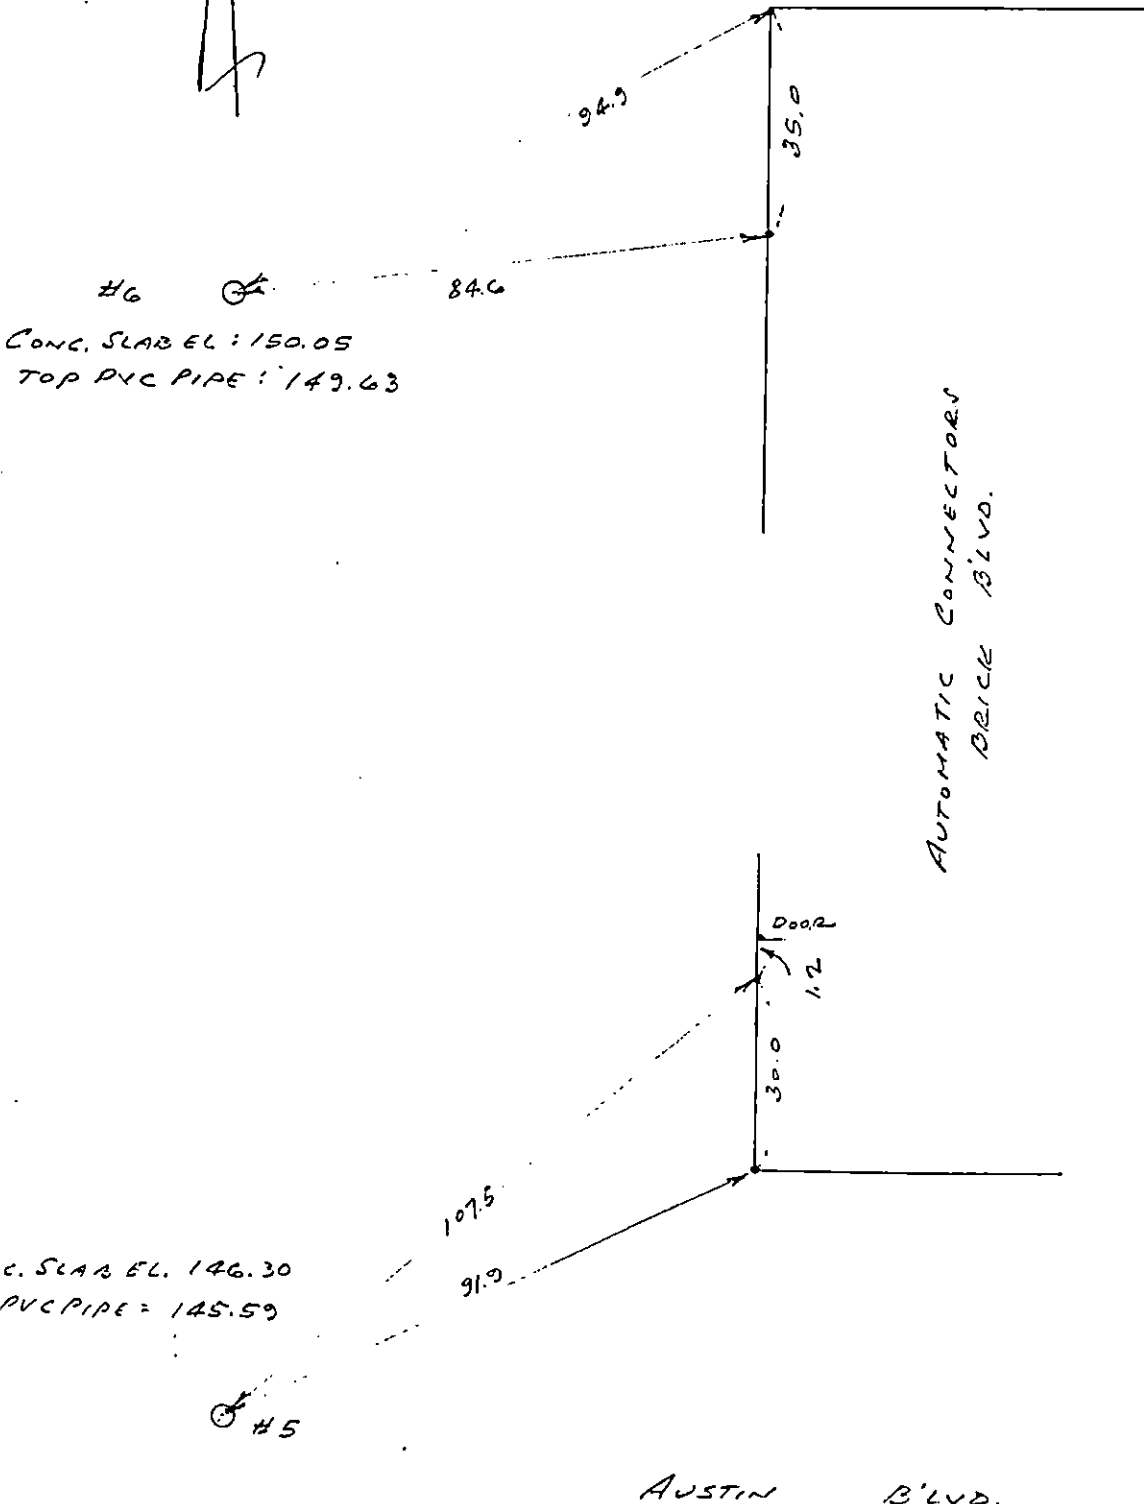 94.9
35.0
#6
84.6
CONC. SLAB EL : 150.05
TOP PVC PIPE : 149.63
AUTOMATIC CONNECTORS
BRICK B'LVD.
DOOR
1.2
30.0
107.5
91.9
C. SLAB EL. 146.30
PVC PIPE = 145.59
#5
AUSTIN B'LVD.